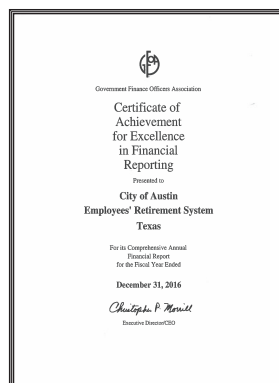 Government Finance Officers Association
Certificate of
Achievement
for Excellence
in Financial
Reporting
Presented to
City of Austin
Employees' Retirement System
Texas
For its Comprehensive Annual
Financial Report
for the Fiscal Year Ended
December 31, 2016
Christopher P. Morrill
Executive Director/CEO